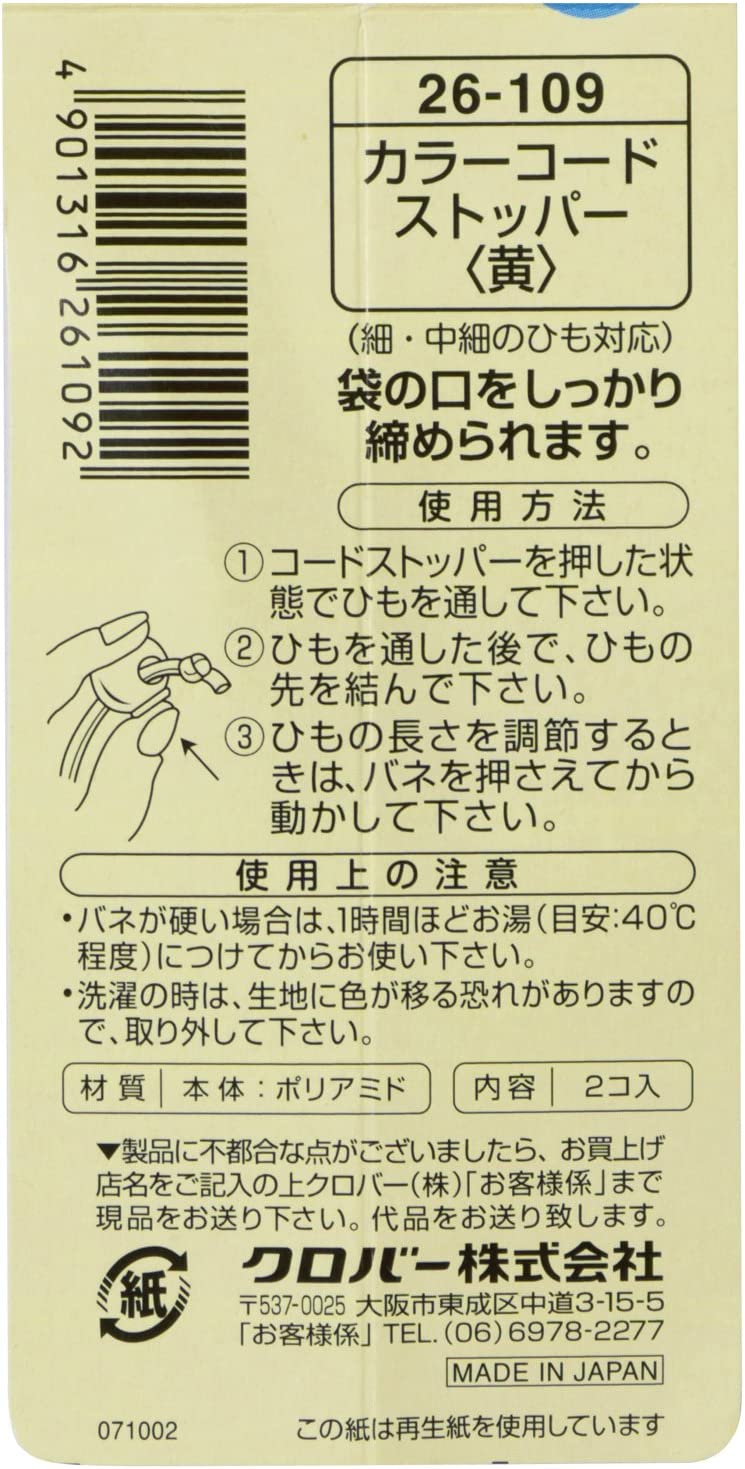 4901316261092
26-109
カラーコード
ストッパー
〈黄〉
(細・中細のひも対応)
袋の口をしっかり
締められます。
使用方法
①コードストッパーを押した状
態でひもを通して下さい。
②ひもを通した後で、ひもの
先を結んで下さい。
③ひもの長さを調節すると
きは、バネを押さえてから
動かして下さい。
使用上の注意
•バネが硬い場合は、1時間ほどお湯(目安:40℃
程度)につけてからお使い下さい。
•洗濯の時は、生地に色が移る恐れがありますの
で、取り外して下さい。
材質|本体:ポリアミド
内容|2コ入
▼製品に不都合な点がございましたら、お買上げ
店名をご記入の上クロバー(株)「お客様係」まで
現品をお送り下さい。代品をお送り致します。
紙
クロバー株式会社
〒537-0025 大阪市東成区中道3-15-5
「お客様係」TEL.(06)6978-2277
MADE IN JAPAN
071002
この紙は再生紙を使用しています